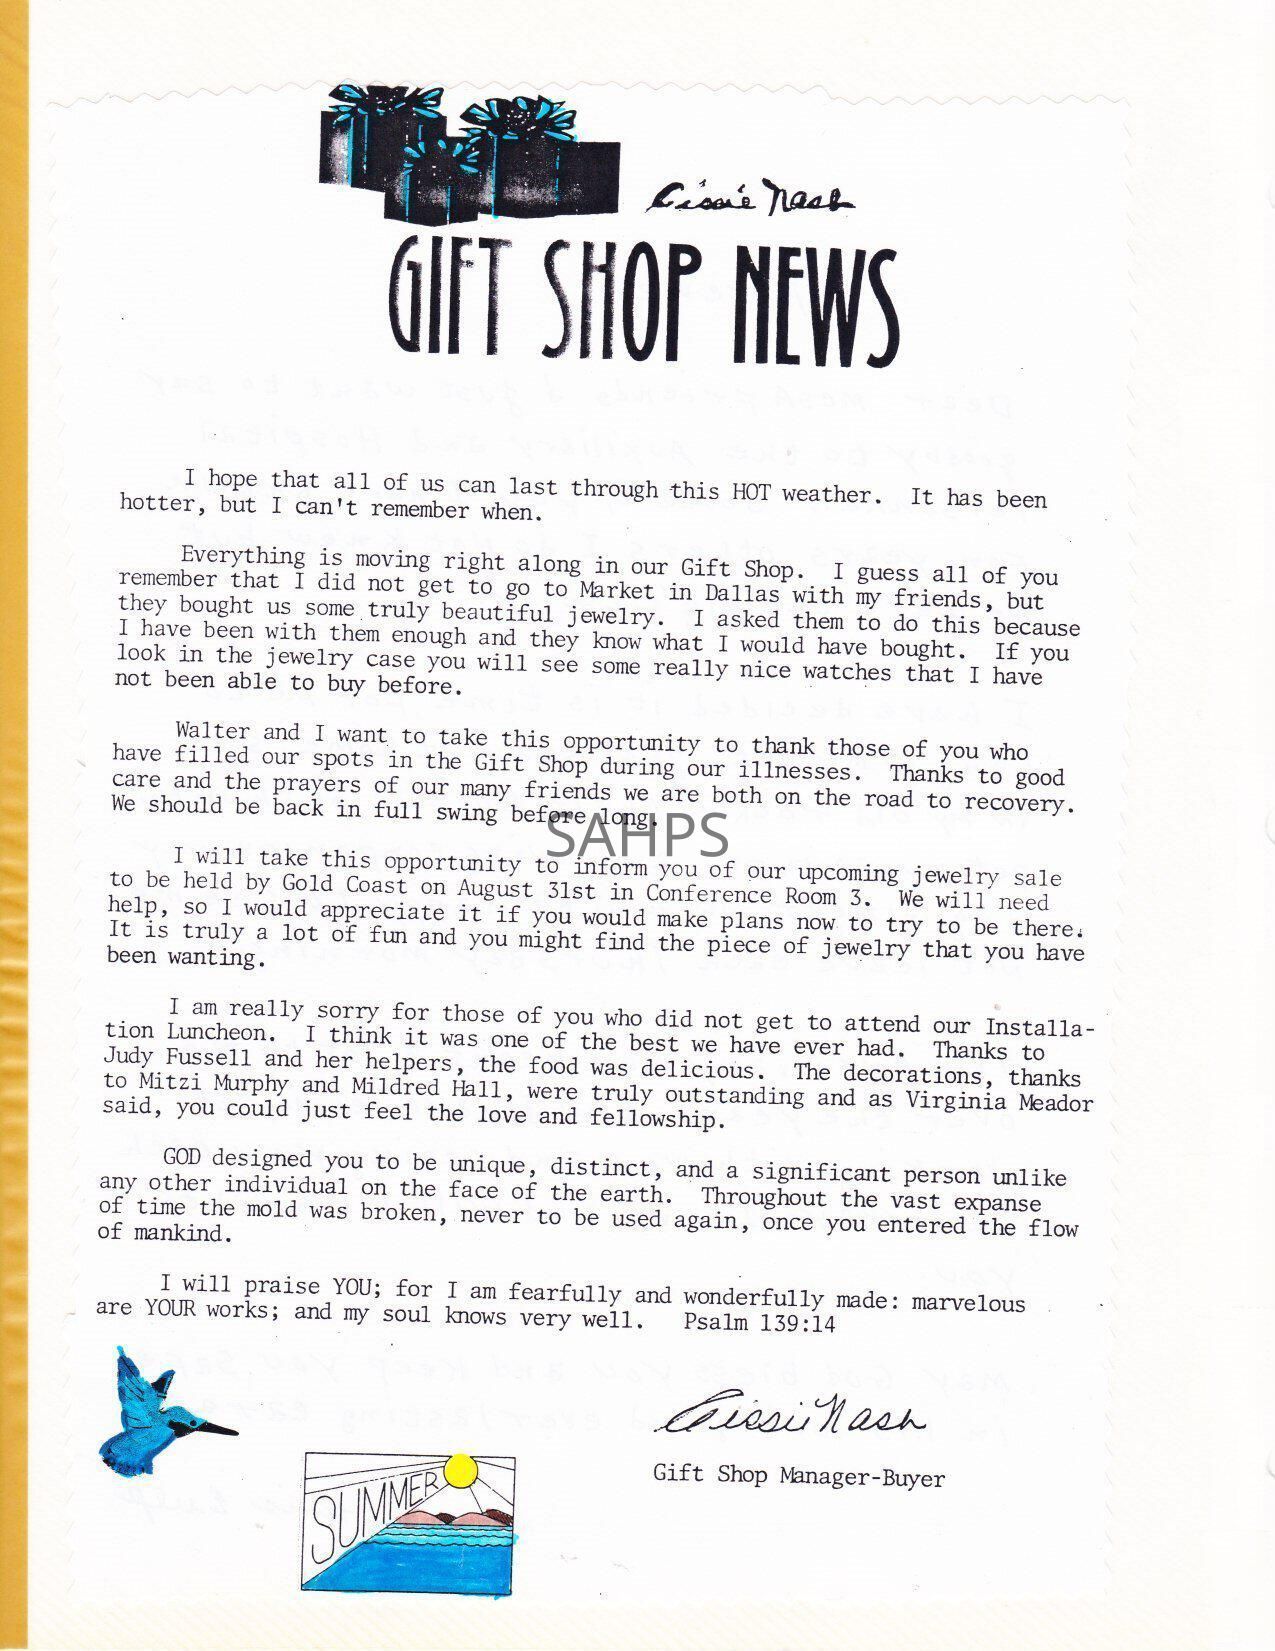 Cissie Nash
GIFT SHOP NEWS
I hope that all of us can last through this HOT weather. It has been
hotter, but I can't remember when.
Everything is moving right along in our Gift Shop. I guess all of you
remember that I did not get to go to Market in Dallas with my friends, but
they bought us some truly beautiful jewelry. I asked them to do this because
I have been with them enough and they know what I would have bought. If you
look in the jewelry case you will see some really nice watches that I have
not been able to buy before.
Walter and I want to take this opportunity to thank those of you who
have filled our spots in the Gift Shop during our illnesses. Thanks to good
care and the prayers of our many friends we are both on the road to recovery.
We should be back in full swing before long.
SAHPS
I will take this opportunity to inform you of our upcoming jewelry sale
to be held by Gold Coast on August 31st in Conference Room 3. We will need
help, so I would appreciate it if you would make plans now to try to be there.
It is truly a lot of fun and you might find the piece of jewelry that you have
been wanting.
I am really sorry for those of you who did not get to attend our Installa-
tion Luncheon. I think it was one of the best we have ever had. Thanks to
Judy Fussell and her helpers, the food was delicious. The decorations, thanks
to Mitzi Murphy and Mildred Hall, were truly outstanding and as Virginia Meador
said, you could just feel the love and fellowship.
GOD designed you to be unique, distinct, and a significant person unlike
any other individual on the face of the earth. Throughout the vast expanse
of time the mold was broken, never to be used again, once you entered the flow
of mankind.
I will praise YOU; for I am fearfully and wonderfully made: marvelous
are YOUR works; and my soul knows very well. Psalm 139:14
Cissie Nash
Gift Shop Manager-Buyer
SUMMER